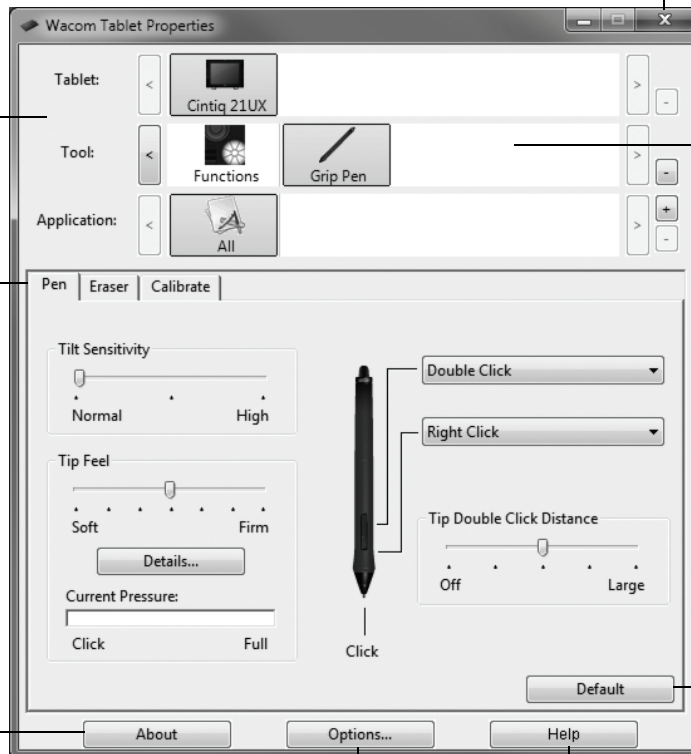 Wacom Tablet Properties
Tablet:
< Cintiq 21UX > -
Tool:
< Functions Grip Pen > -
Application:
< All > + -
Pen Eraser Calibrate
Tilt Sensitivity
Normal High
Tip Feel
Soft Firm
Details...
Current Pressure:
Click Full
Double Click
Right Click
Tip Double Click Distance
Off Large
Click
Default
About Options... Help